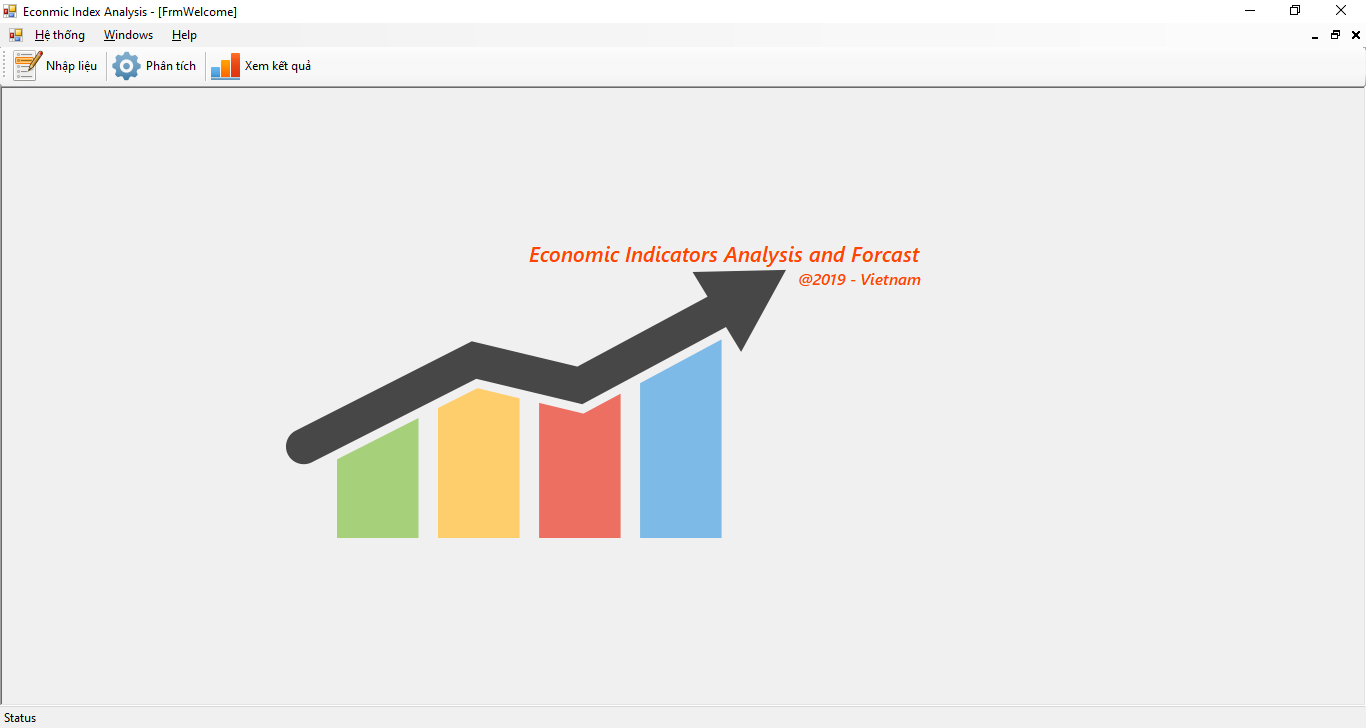 Econmic Index Analysis - [FrmWelcome]
Hệ thống Windows Help
Nhập liệu Phân tích Xem kết quả
Economic Indicators Analysis and Forcast
@2019 - Vietnam
Status